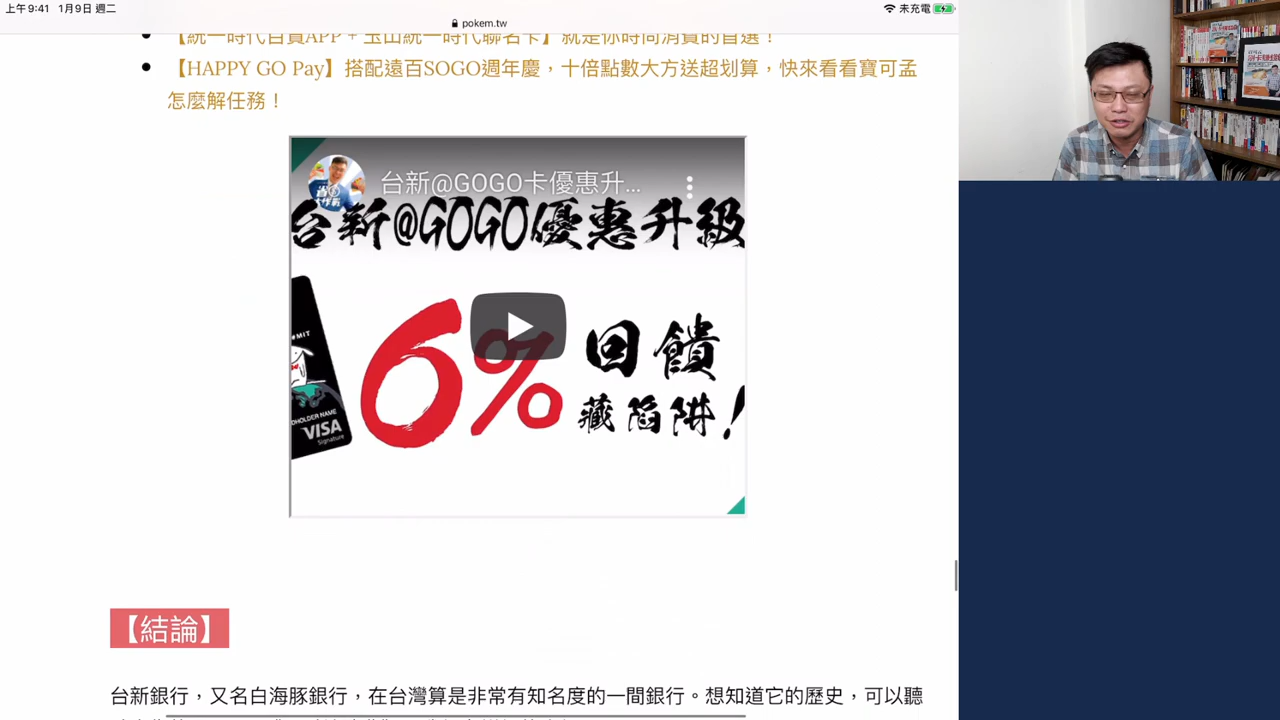 上午9:41 1月9日 週二
未充電
pokem.tw
【統一時代百貨APP + 玉山統一時代聯名卡】就是你時尚消費的首選！
【HAPPY GO Pay】搭配遠百SOGO週年慶，十倍點數大方送超划算，快來看看寶可孟
怎麼解任務！
台新@GOGO卡優惠升...
台新@GOGO優惠升級
6% 回饋
藏陷阱!
VISA
Signature
【結論】
台新銀行，又名白海豚銀行，在台灣算是非常有知名度的一間銀行。想知道它的歷史，可以聽